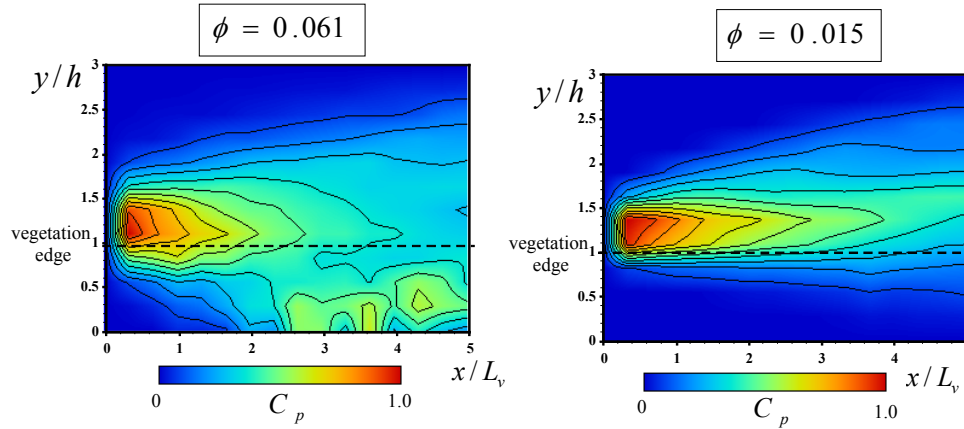 ϕ = 0.061
y/h
3
2.5
2
1.5
1
0.5
0
vegetation
edge
0 1 2 3 4 5
x/L_v
0 C_p 1.0
ϕ = 0.015
y/h
3
2.5
2
1.5
1
0.5
0
vegetation
edge
0 1 2 3 4
x/L_v
0 C_p 1.0